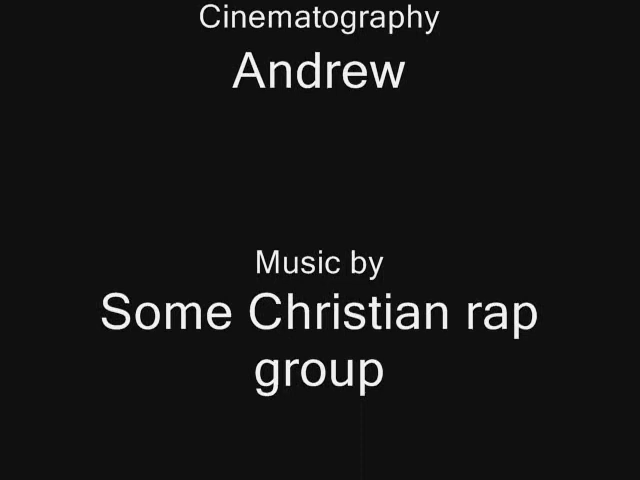 Cinematography
Andrew
Music by
Some Christian rap
group